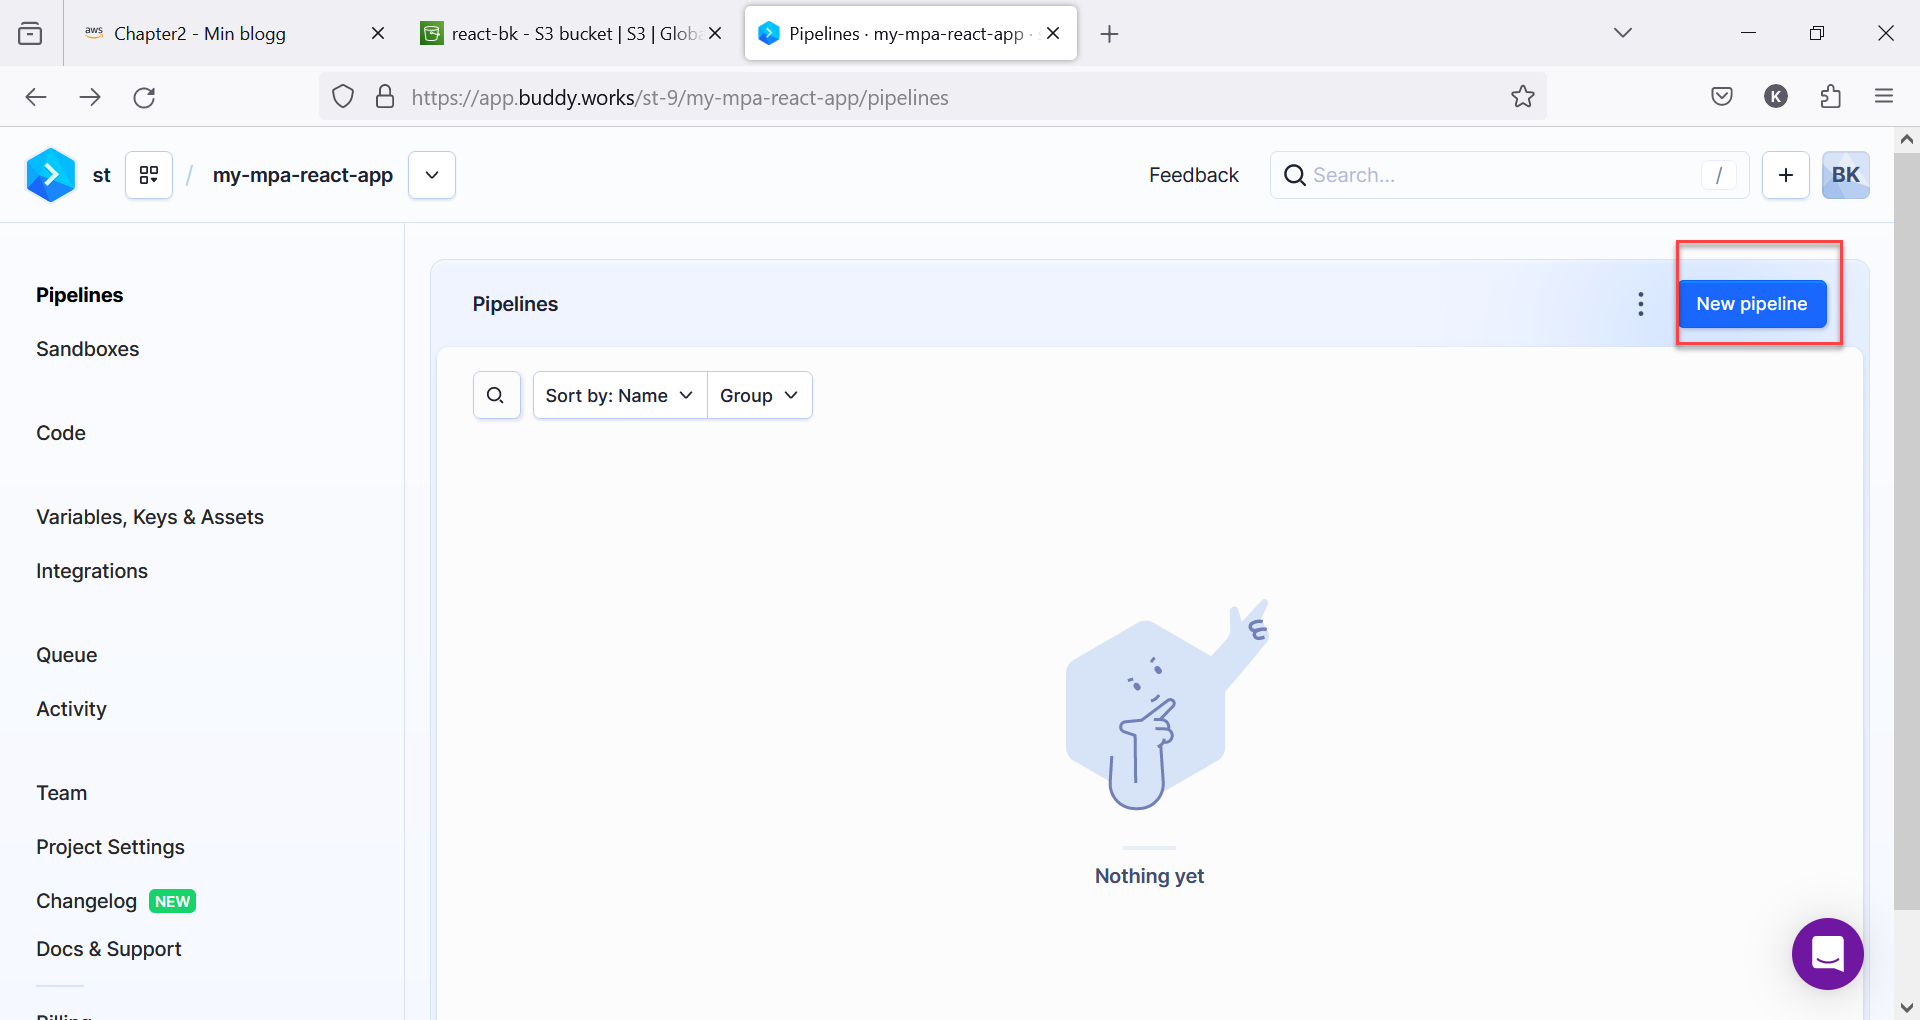 aws Chapter2 - Min blogg
react-bk - S3 bucket | S3 | Glob
Pipelines · my-mpa-react-app ·
https://app.buddy.works/st-9/my-mpa-react-app/pipelines
K
st / my-mpa-react-app
Feedback
Search...
/
+
BK
Pipelines
Sandboxes
Code
Variables, Keys & Assets
Integrations
Queue
Activity
Team
Project Settings
Changelog NEW
Docs & Support
Billing
Pipelines
New pipeline
Sort by: Name
Group
Nothing yet